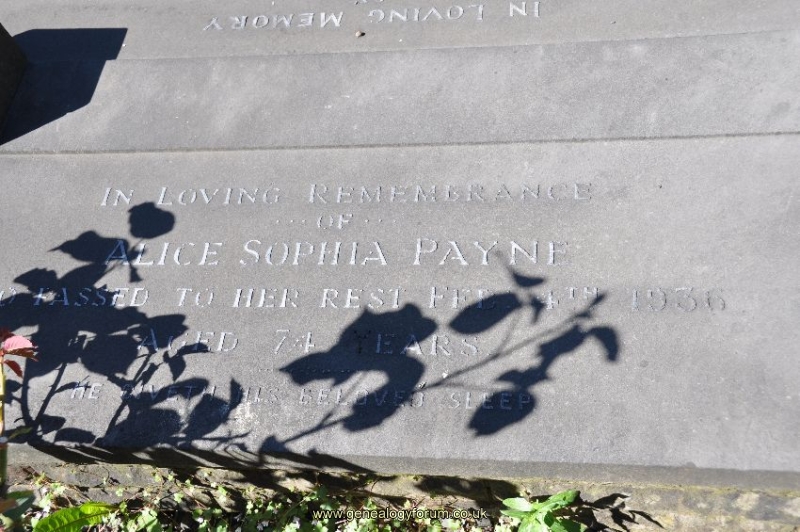 IN LOVING MEMORY
IN LOVING REMEMBRANCE
OF
ALICE SOPHIA PAYNE
PASSED TO HER REST FEB 4TH 1936
AGED 74 YEARS
HE GIVETH HIS BELOVED SLEEP
www.genealogyforum.co.uk